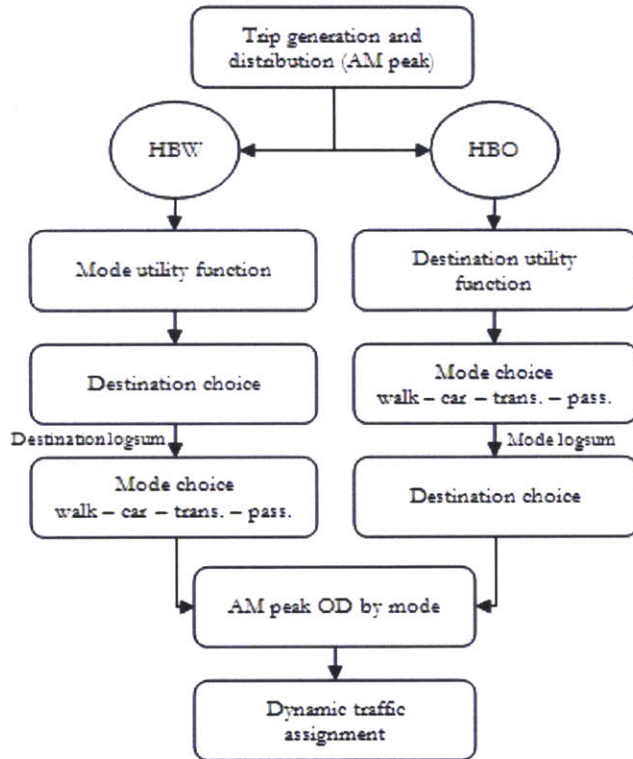 Trip generation and
distribution (AM peak)
HBW
HBO
Mode utility function
Destination utility
function
Destination choice
Mode choice
walk – car – trans. – pass.
Destination logsum
Mode logsum
Mode choice
walk – car – trans. – pass.
Destination choice
AM peak OD by mode
Dynamic traffic
assignment